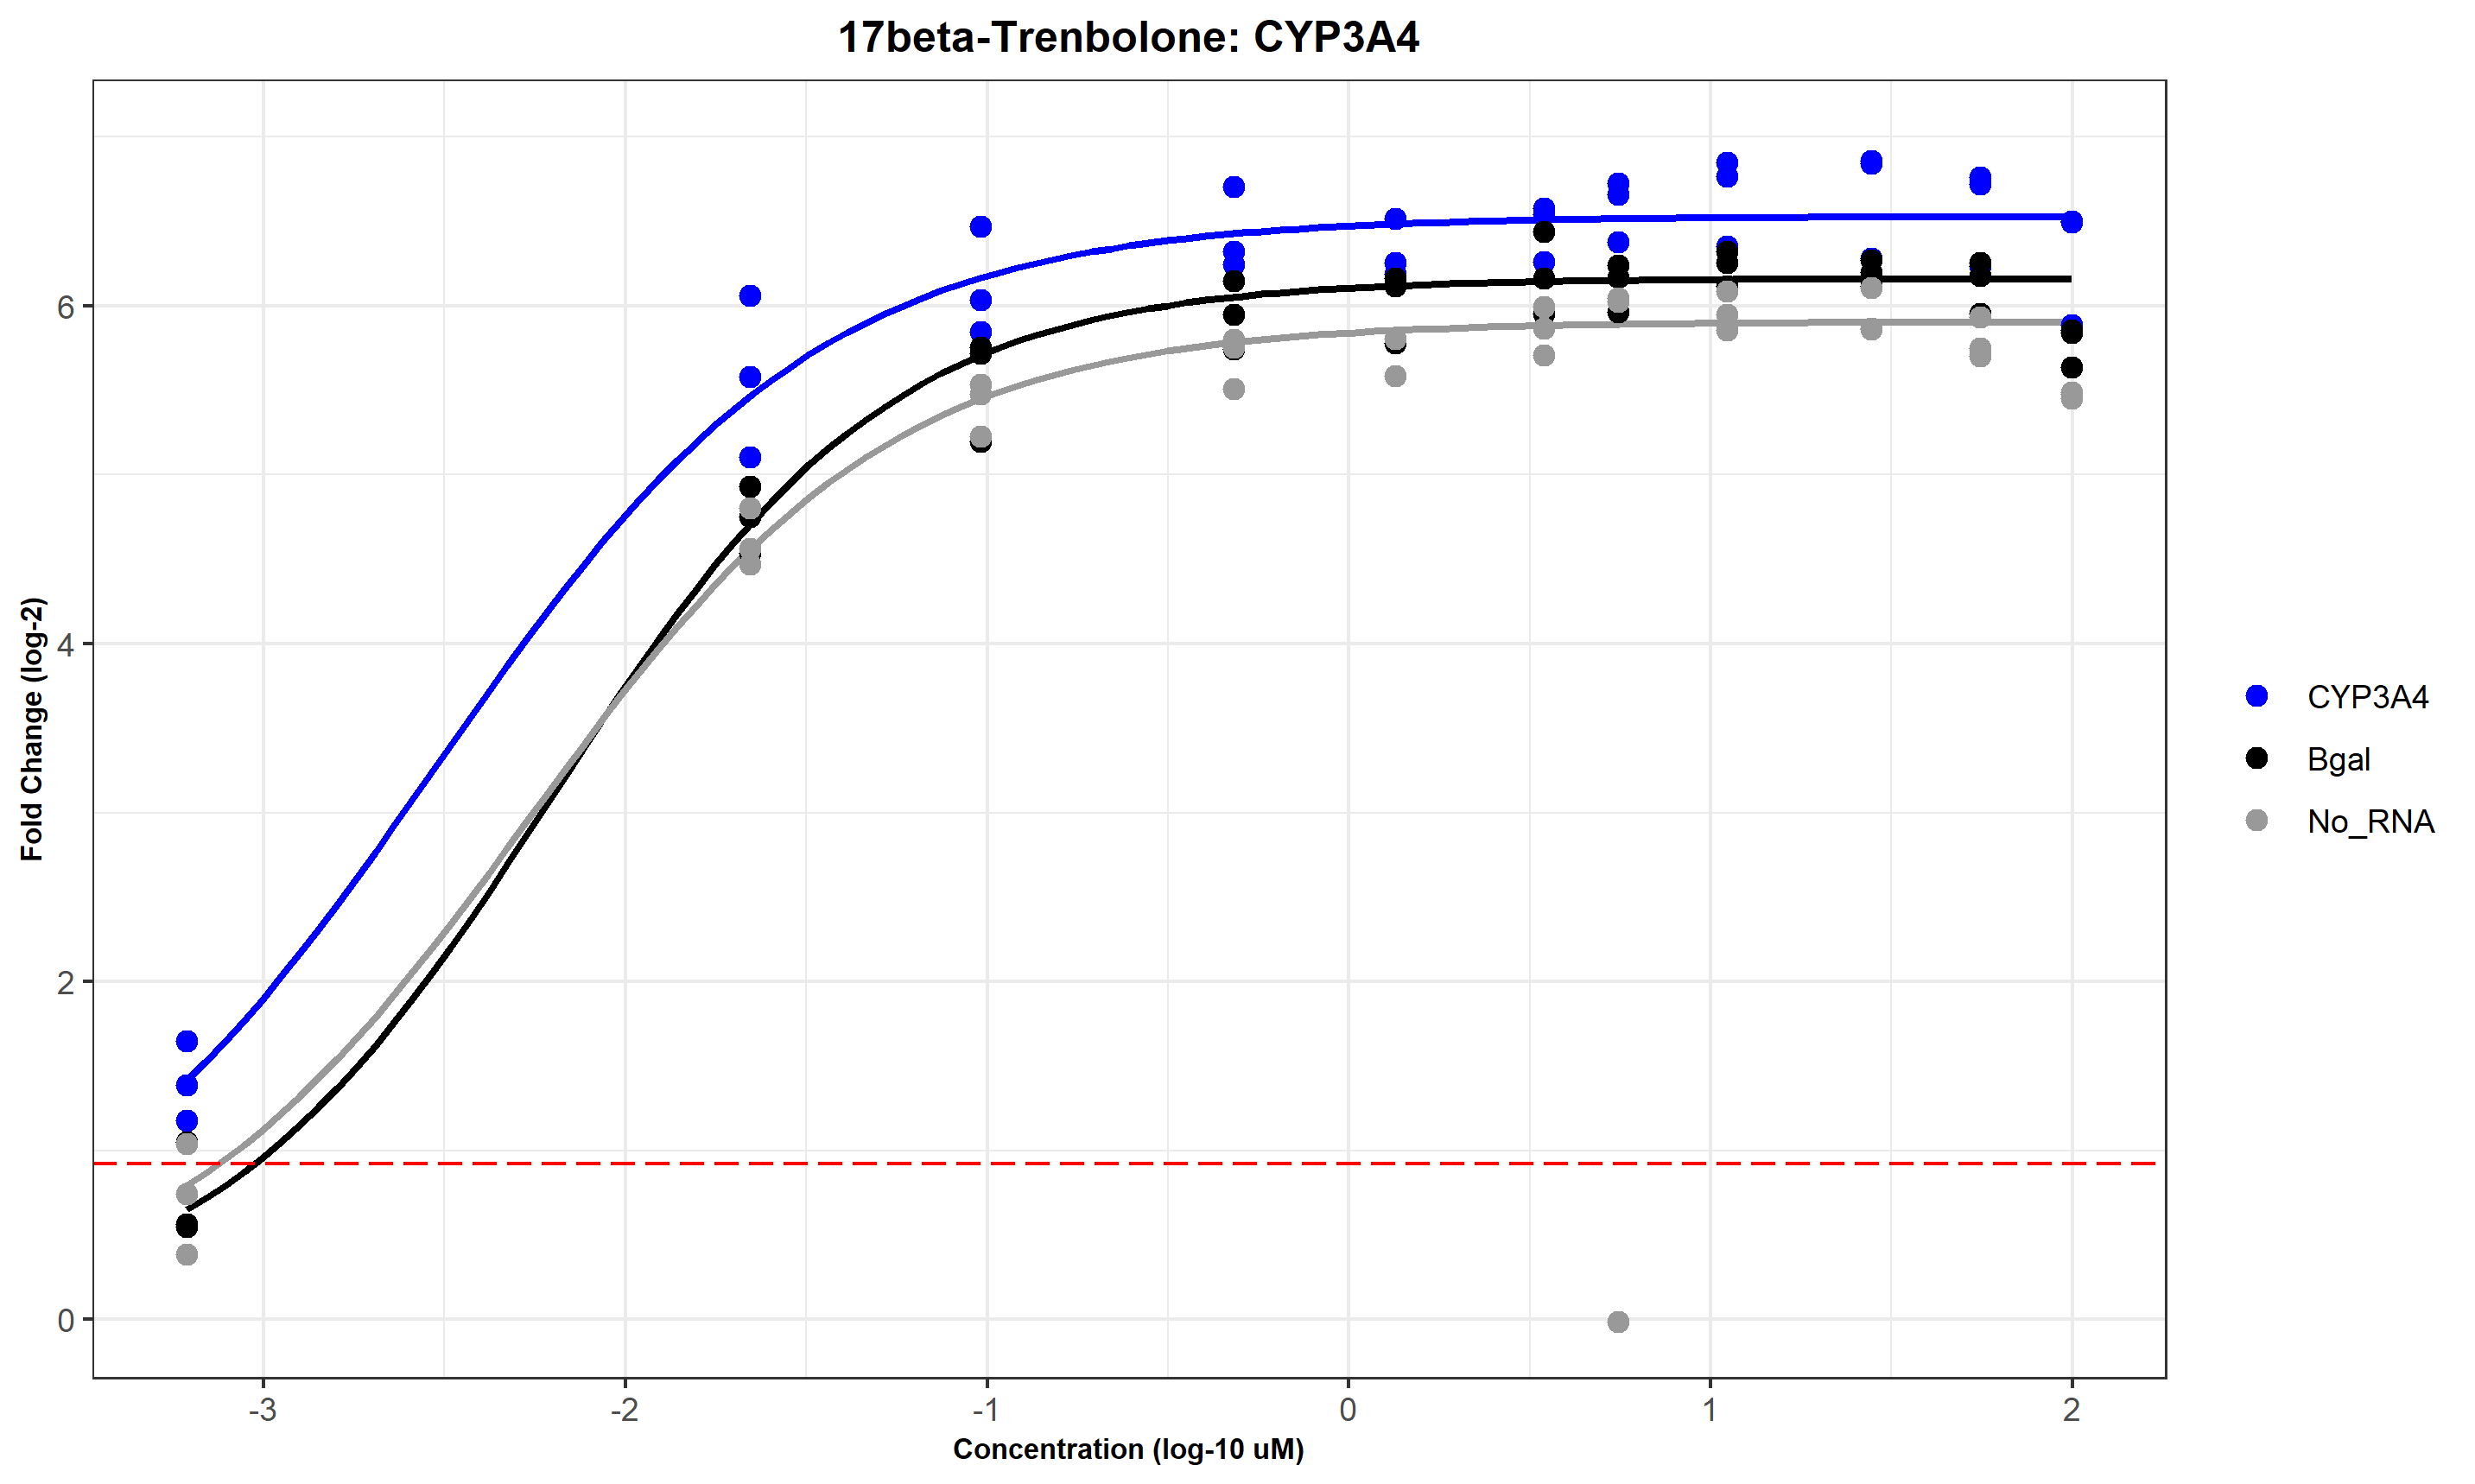 17beta-Trenbolone: CYP3A4
Fold Change (log-2)
6
4
2
0
-3 -2 -1 0 1 2
Concentration (log-10 uM)
CYP3A4
Bgal
No_RNA